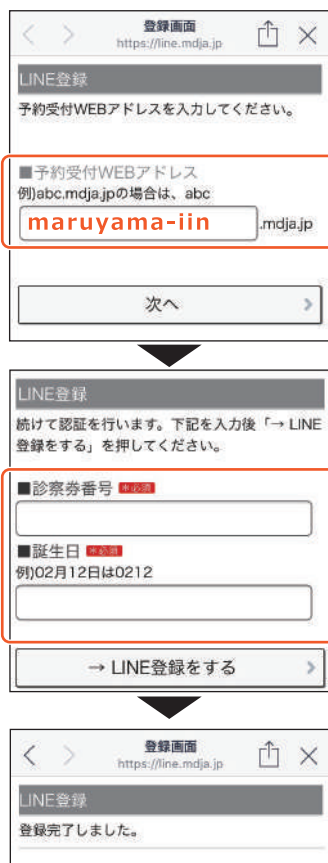 登録画面
https://line.mdja.jp
LINE登録
予約受付WEBアドレスを入力してください。
■予約受付WEBアドレス
例)abc.mdja.jpの場合は、abc
maruyama-iin .mdja.jp
次へ
LINE登録
続けて認証を行います。下記を入力後「→ LINE
登録をする」を押してください。
■診察券番号 ※必須
■誕生日 ※必須
例)02月12日は0212
→ LINE登録をする
登録画面
https://line.mdja.jp
LINE登録
登録完了しました。